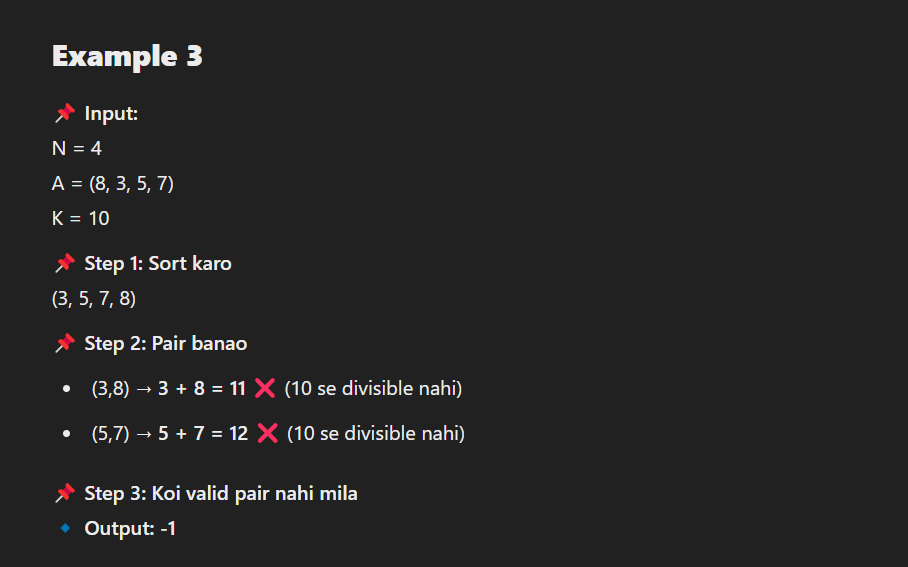 Example 3
📌 Input:
N = 4
A = (8, 3, 5, 7)
K = 10
📌 Step 1: Sort karo
(3, 5, 7, 8)
📌 Step 2: Pair banao
• (3,8) → 3 + 8 = 11 ❌ (10 se divisible nahi)
• (5,7) → 5 + 7 = 12 ❌ (10 se divisible nahi)
📌 Step 3: Koi valid pair nahi mila
🔹 Output: -1